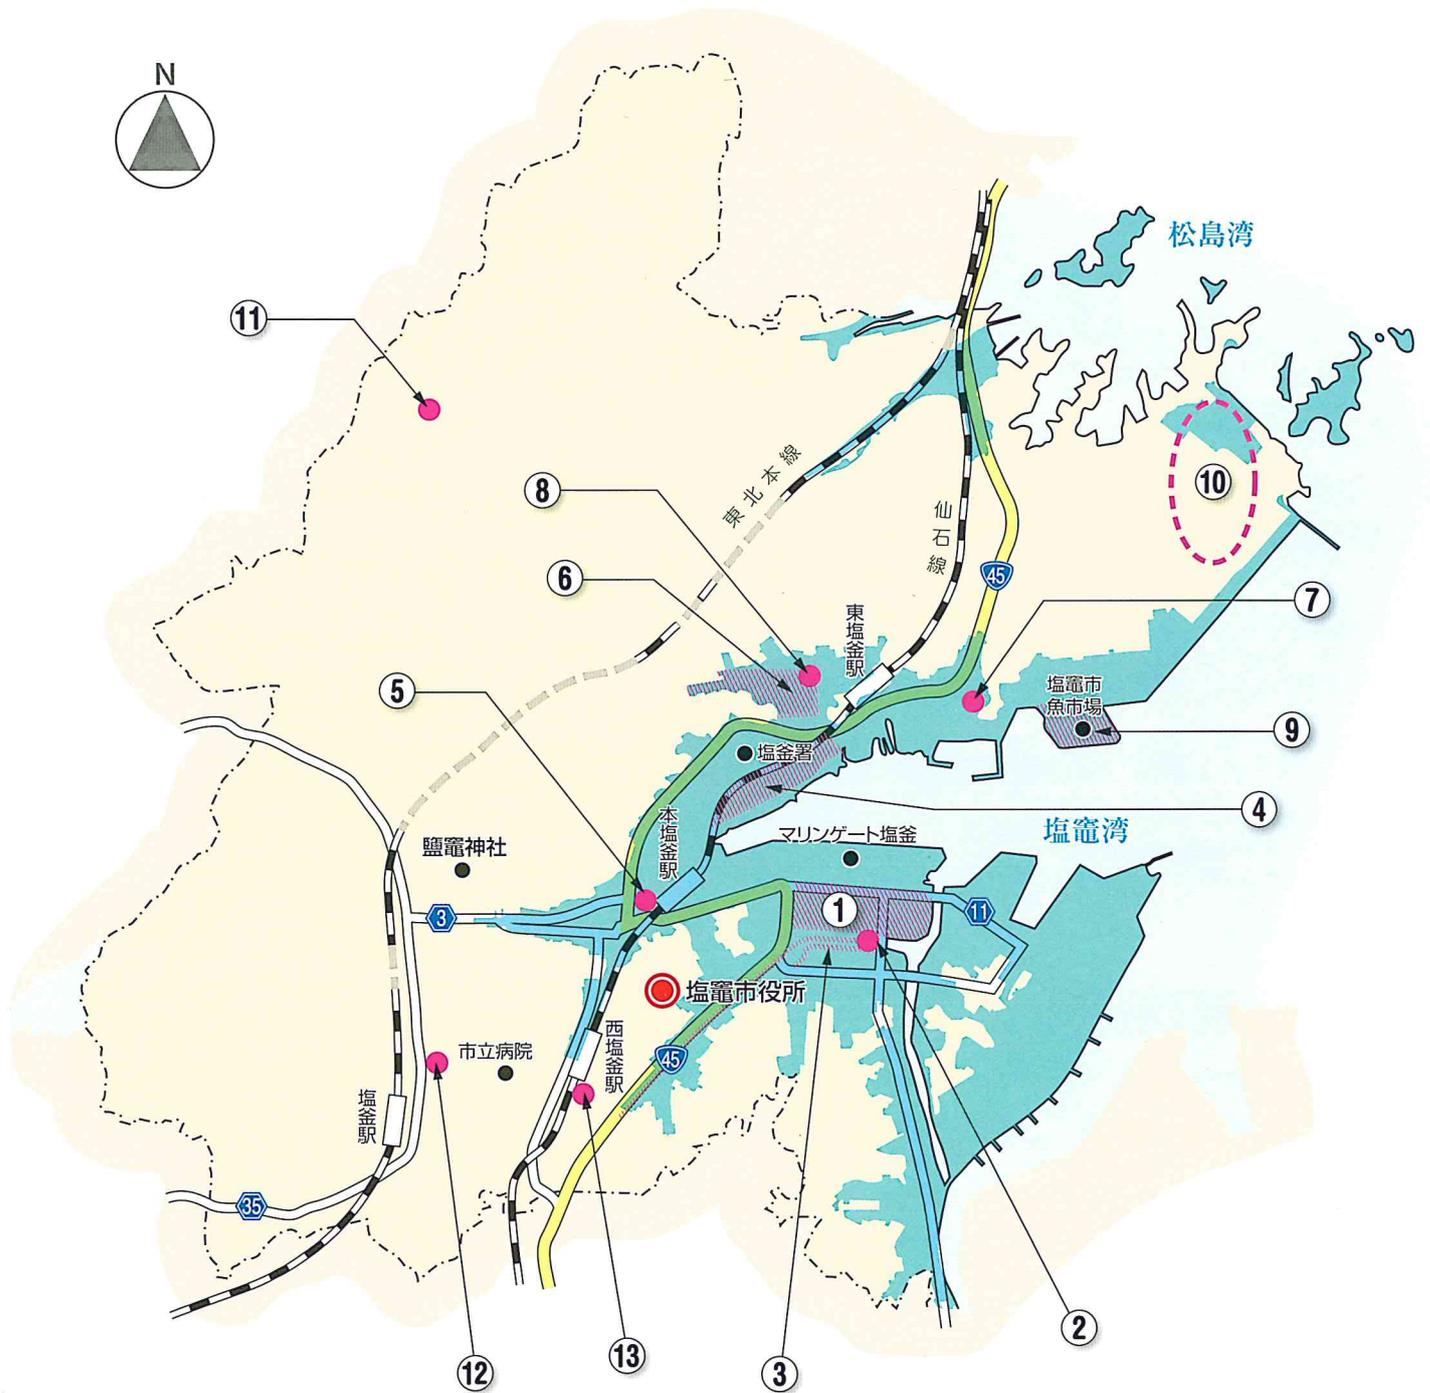 N
松島湾
⑪
東北本線
⑧
⑩
仙石線
45
⑥
⑦
東塩釜駅
⑤
塩竈市
魚市場
⑨
塩釜署
④
本塩釜駅
マリンゲート塩釜
塩竈湾
鹽竈神社
3
①
11
塩竈市役所
西塩釜駅
市立病院
45
塩釜駅
35
②
⑬
⑫
③